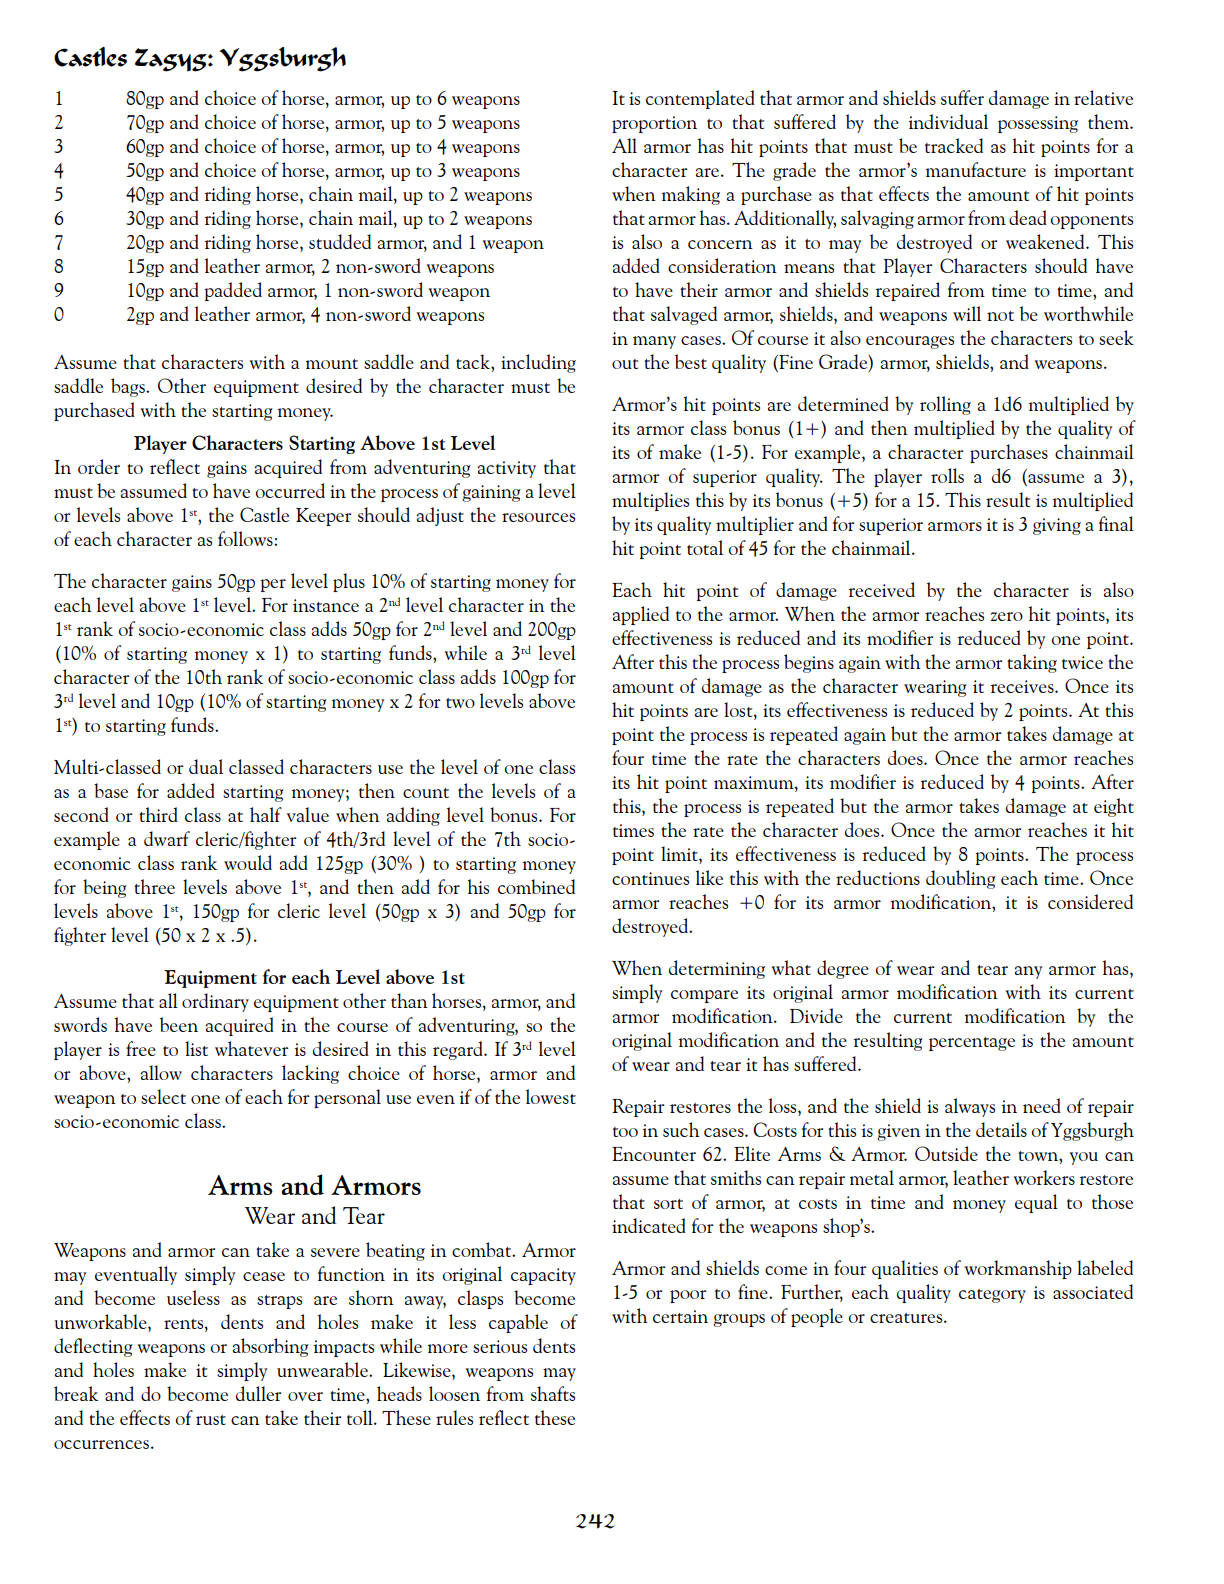 Castles Zagyg: Yggsburgh
1 80gp and choice of horse, armor, up to 6 weapons
2 70gp and choice of horse, armor, up to 5 weapons
3 60gp and choice of horse, armor, up to 4 weapons
4 50gp and choice of horse, armor, up to 3 weapons
5 40gp and riding horse, chain mail, up to 2 weapons
6 30gp and riding horse, chain mail, up to 2 weapons
7 20gp and riding horse, studded armor, and 1 weapon
8 15gp and leather armor, 2 non-sword weapons
9 10gp and padded armor, 1 non-sword weapon
0 2gp and leather armor, 4 non-sword weapons
Assume that characters with a mount saddle and tack, including
saddle bags. Other equipment desired by the character must be
purchased with the starting money.
Player Characters Starting Above 1st Level
In order to reflect gains acquired from adventuring activity that
must be assumed to have occurred in the process of gaining a level
or levels above 1st, the Castle Keeper should adjust the resources
of each character as follows:
The character gains 50gp per level plus 10% of starting money for
each level above 1st level. For instance a 2nd level character in the
1st rank of socio-economic class adds 50gp for 2nd level and 200gp
(10% of starting money x 1) to starting funds, while a 3rd level
character of the 10th rank of socio-economic class adds 100gp for
3rd level and 10gp (10% of starting money x 2 for two levels above
1st) to starting funds.
Multi-classed or dual classed characters use the level of one class
as a base for added starting money; then count the levels of a
second or third class at half value when adding level bonus. For
example a dwarf cleric/fighter of 4th/3rd level of the 7th socio-
economic class rank would add 125gp (30% ) to starting money
for being three levels above 1st, and then add for his combined
levels above 1st, 150gp for cleric level (50gp x 3) and 50gp for
fighter level (50 x 2 x .5).
Equipment for each Level above 1st
Assume that all ordinary equipment other than horses, armor, and
swords have been acquired in the course of adventuring, so the
player is free to list whatever is desired in this regard. If 3rd level
or above, allow characters lacking choice of horse, armor and
weapon to select one of each for personal use even if of the lowest
socio-economic class.
Arms and Armors
Wear and Tear
Weapons and armor can take a severe beating in combat. Armor
may eventually simply cease to function in its original capacity
and become useless as straps are shorn away, clasps become
unworkable, rents, dents and holes make it less capable of
deflecting weapons or absorbing impacts while more serious dents
and holes make it simply unwearable. Likewise, weapons may
break and do become duller over time, heads loosen from shafts
and the effects of rust can take their toll. These rules reflect these
occurrences.
It is contemplated that armor and shields suffer damage in relative
proportion to that suffered by the individual possessing them.
All armor has hit points that must be tracked as hit points for a
character are. The grade the armor's manufacture is important
when making a purchase as that effects the amount of hit points
that armor has. Additionally, salvaging armor from dead opponents
is also a concern as it to may be destroyed or weakened. This
added consideration means that Player Characters should have
to have their armor and shields repaired from time to time, and
that salvaged armor, shields, and weapons will not be worthwhile
in many cases. Of course it also encourages the characters to seek
out the best quality (Fine Grade) armor, shields, and weapons.
Armor's hit points are determined by rolling a 1d6 multiplied by
its armor class bonus (1+) and then multiplied by the quality of
its of make (1-5). For example, a character purchases chainmail
armor of superior quality. The player rolls a d6 (assume a 3),
multiplies this by its bonus (+5) for a 15. This result is multiplied
by its quality multiplier and for superior armors it is 3 giving a final
hit point total of 45 for the chainmail.
Each hit point of damage received by the character is also
applied to the armor. When the armor reaches zero hit points, its
effectiveness is reduced and its modifier is reduced by one point.
After this the process begins again with the armor taking twice the
amount of damage as the character wearing it receives. Once its
hit points are lost, its effectiveness is reduced by 2 points. At this
point the process is repeated again but the armor takes damage at
four time the rate the characters does. Once the armor reaches
its hit point maximum, its modifier is reduced by 4 points. After
this, the process is repeated but the armor takes damage at eight
times the rate the character does. Once the armor reaches it hit
point limit, its effectiveness is reduced by 8 points. The process
continues like this with the reductions doubling each time. Once
armor reaches +0 for its armor modification, it is considered
destroyed.
When determining what degree of wear and tear any armor has,
simply compare its original armor modification with its current
armor modification. Divide the current modification by the
original modification and the resulting percentage is the amount
of wear and tear it has suffered.
Repair restores the loss, and the shield is always in need of repair
too in such cases. Costs for this is given in the details of Yggsburgh
Encounter 62. Elite Arms & Armor. Outside the town, you can
assume that smiths can repair metal armor, leather workers restore
that sort of armor, at costs in time and money equal to those
indicated for the weapons shop's.
Armor and shields come in four qualities of workmanship labeled
1-5 or poor to fine. Further, each quality category is associated
with certain groups of people or creatures.
242